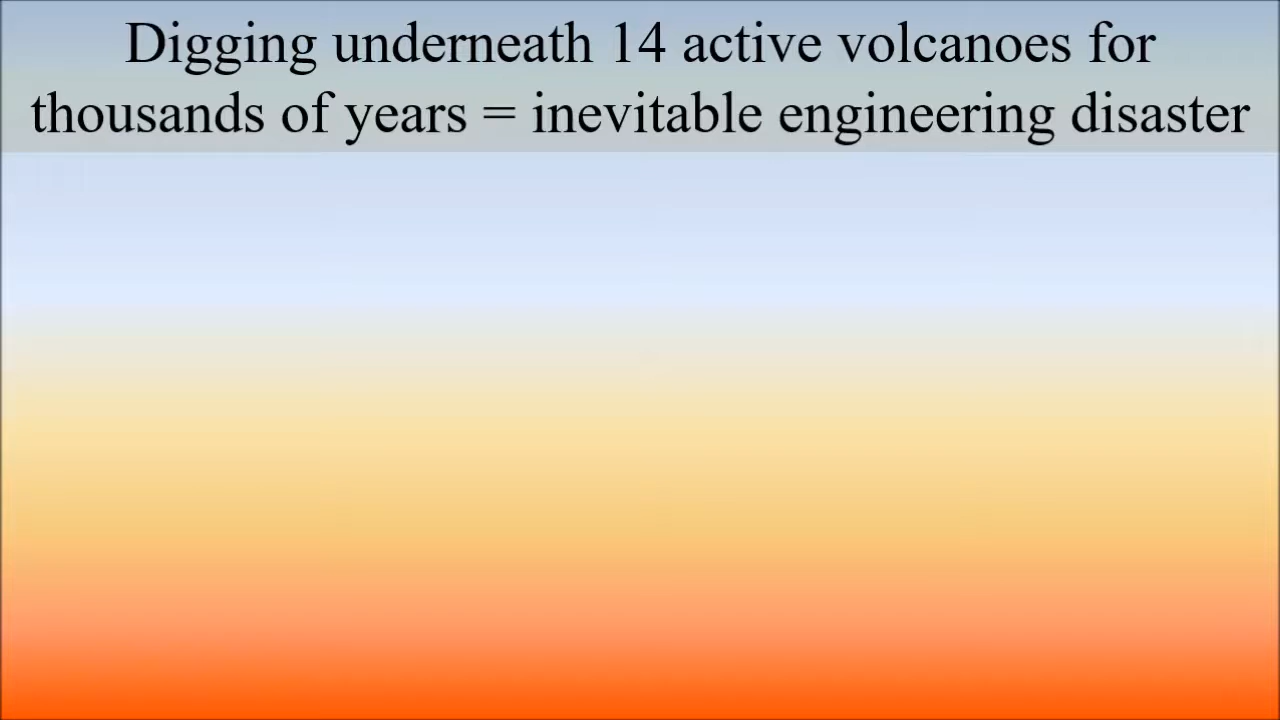 Digging underneath 14 active volcanoes for
thousands of years = inevitable engineering disaster